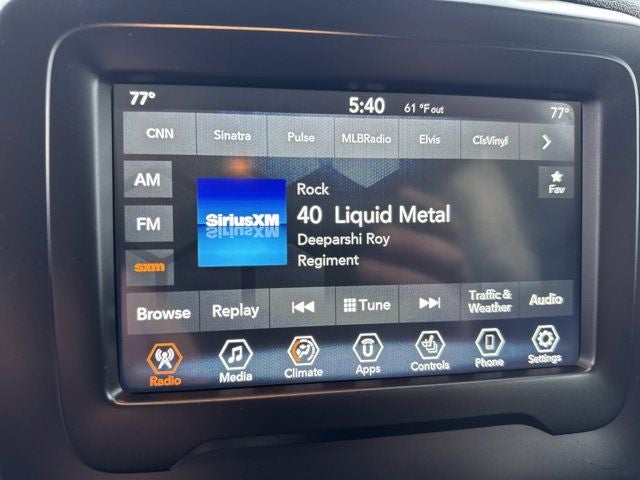 77° 5:40 61 °F out 77°
CNN Sinatra Pulse MLBRadio Elvis ClsVinyl
AM
FM
sxm
SiriusXM
Rock
40 Liquid Metal
Deeparshi Roy
Regiment
Fav
Browse Replay Tune Traffic & Weather Audio
Radio Media Climate Apps Controls Phone Settings